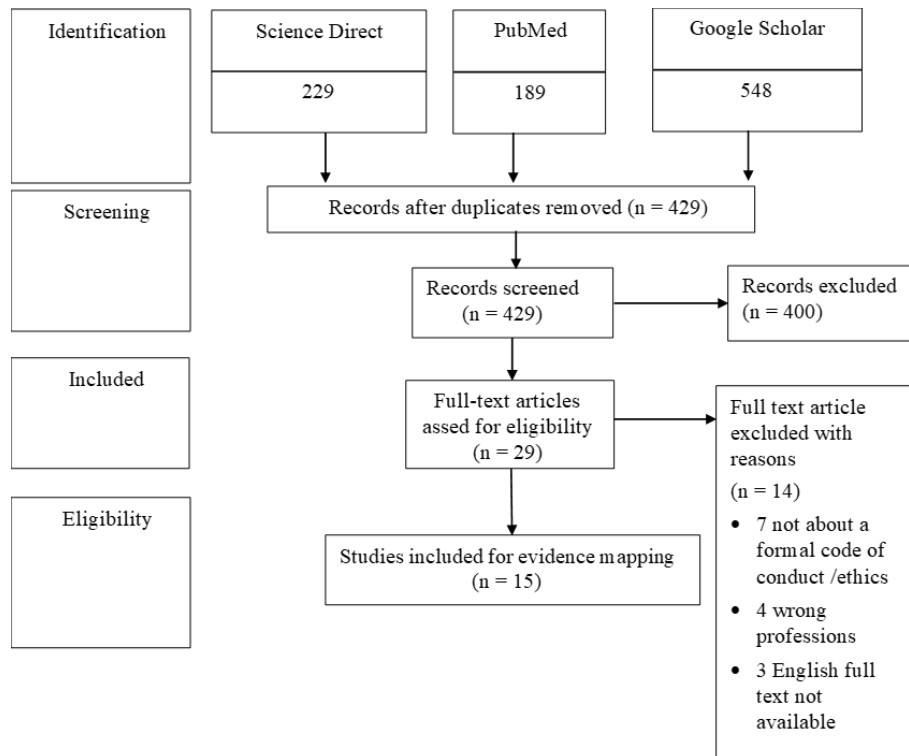 Identification
Science Direct
PubMed
Google Scholar
229
189
548
Screening
Records after duplicates removed (n = 429)
Records screened
(n = 429)
Records excluded
(n = 400)
Included
Full-text articles
assed for eligibility
(n = 29)
Full text article
excluded with
reasons
(n = 14)
• 7 not about a
formal code of
conduct /ethics
• 4 wrong
professions
• 3 English full
text not
available
Eligibility
Studies included for evidence mapping
(n = 15)